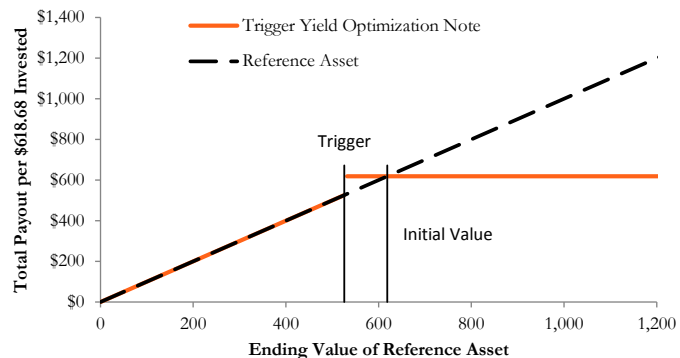 Total Payout per $618.68 Invested
$1,400
$1,200
$1,000
$800
$600
$400
$200
$0
Trigger Yield Optimization Note
Reference Asset
Trigger
Initial Value
0
200
400
600
800
1,000
1,200
Ending Value of Reference Asset